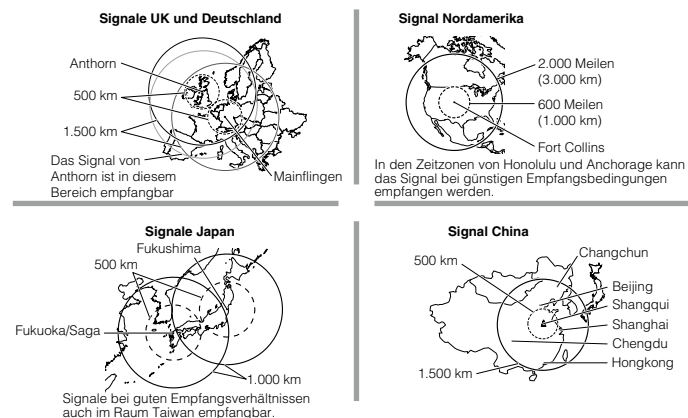 Signale UK und Deutschland
Anthorn
500 km
1.500 km
Das Signal von
Anthorn ist in diesem
Bereich empfangbar
Mainflingen
Signal Nordamerika
2.000 Meilen
(3.000 km)
600 Meilen
(1.000 km)
Fort Collins
In den Zeitzonen von Honolulu und Anchorage kann
das Signal bei günstigen Empfangsbedingungen
empfangen werden.
Signale Japan
Fukushima
500 km
Fukuoka/Saga
1.000 km
Signale bei guten Empfangsverhältnissen
auch im Raum Taiwan empfangbar.
Signal China
Changchun
500 km
Beijing
Shangqui
Shanghai
Chengdu
1.500 km
Hongkong